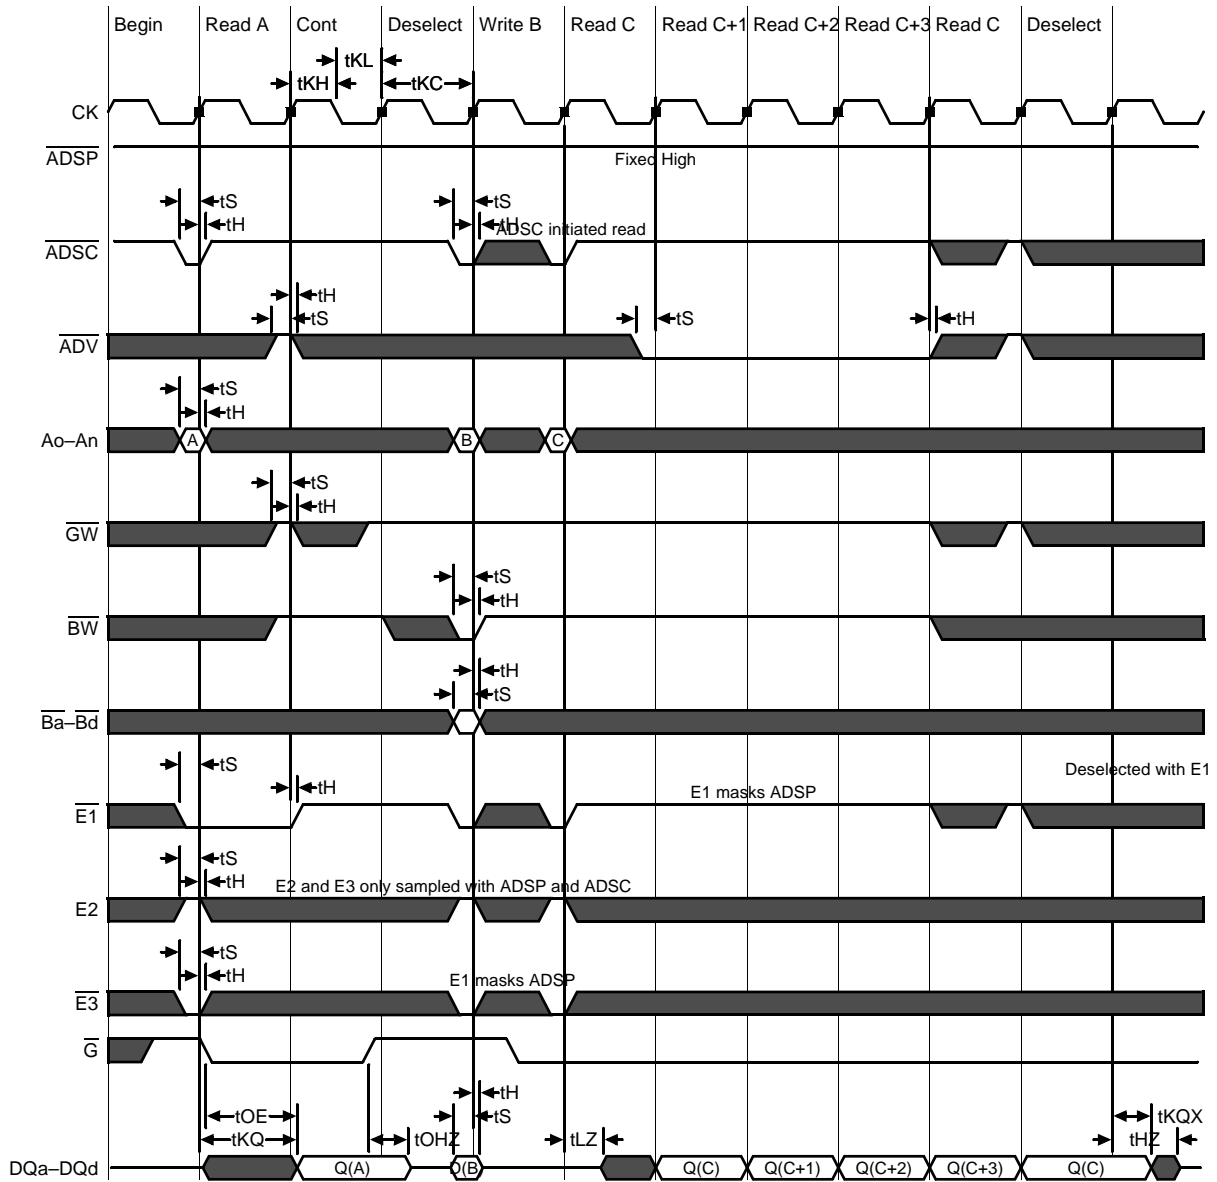 Begin Read A Cont Deselect Write B Read C Read C+1 Read C+2 Read C+3 Read C Deselect
tKL
tKH tKC
CK
ADSP
Fixed High
tS tS
tH tH
ADSC initiated read
ADSC
tH
tS tS tH
ADV
tS
tH
Ao–An A B C
tS
tH
GW
tS
tH
BW
tH
tS
Ba–Bd
tS Deselected with E1
tH
E1 masks ADSP
E1
tS
tH
E2 and E3 only sampled with ADSP and ADSC
E2
tS
tH
E1 masks ADSP
E3
G
tH
tOE tS tKQX
tKQ tOHZ tLZ tHZ
DQa–DQd Q(A) D(B Q(C) Q(C+1) Q(C+2) Q(C+3) Q(C)